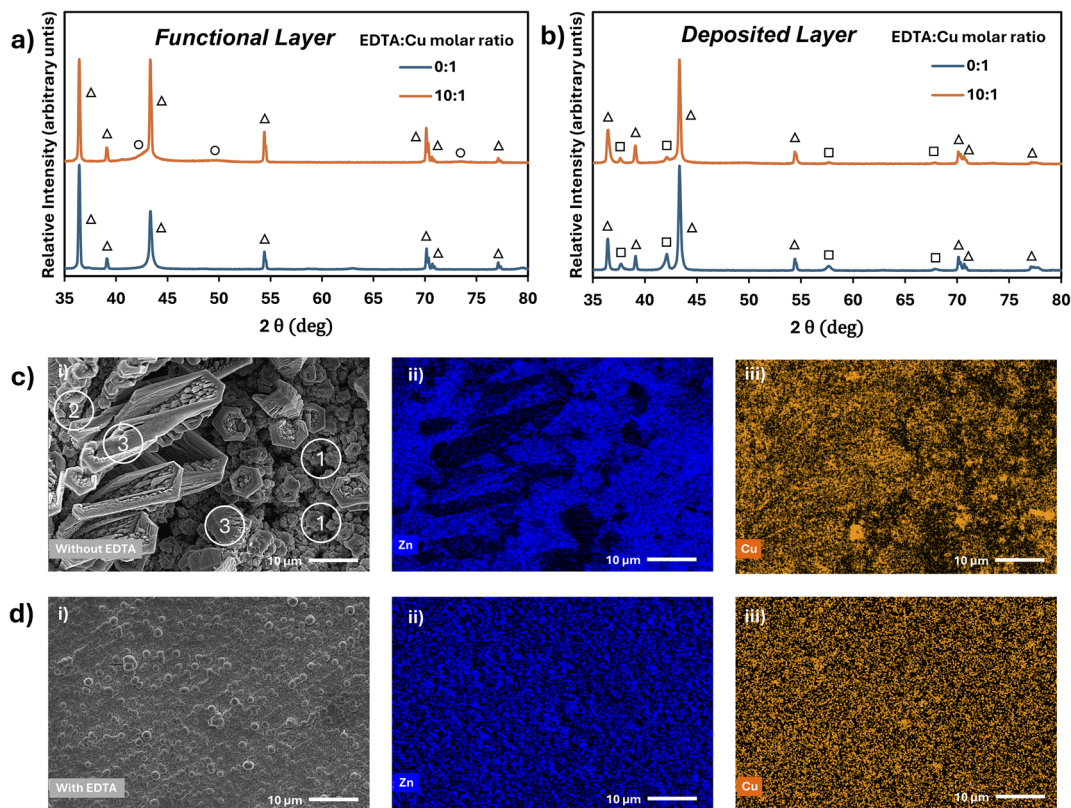 a)
Functional Layer
EDTA:Cu molar ratio
0:1
10:1
Relative Intensity (arbitrary untis)
35 40 45 50 55 60 65 70 75 80
2 θ (deg)
b)
Deposited Layer
EDTA:Cu molar ratio
0:1
10:1
Relative Intensity (arbitrary untis)
35 40 45 50 55 60 65 70 75 80
2 θ (deg)
c)
i)
2
3
1
3
1
Without EDTA
10 µm
ii)
Zn
10 µm
iii)
Cu
10 µm
d)
i)
With EDTA
10 µm
ii)
Zn
10 µm
iii)
Cu
10 µm